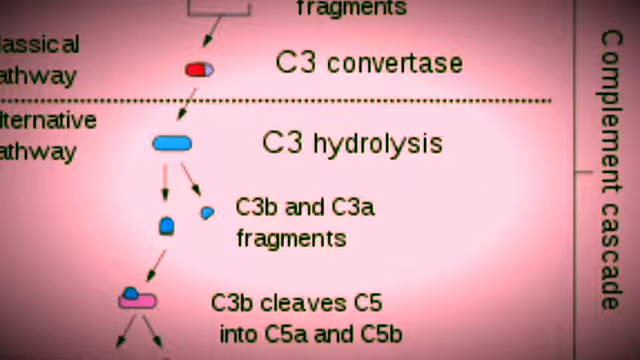 fragments
lassical
athway
C3 convertase
lternative
athway
C3 hydrolysis
C3b and C3a
fragments
C3b cleaves C5
into C5a and C5b
Complement cascade